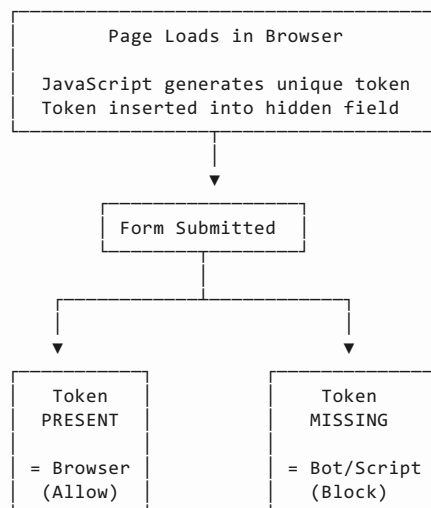 Page Loads in Browser
JavaScript generates unique token
Token inserted into hidden field
Form Submitted
Token
PRESENT
= Browser
(Allow)
Token
MISSING
= Bot/Script
(Block)